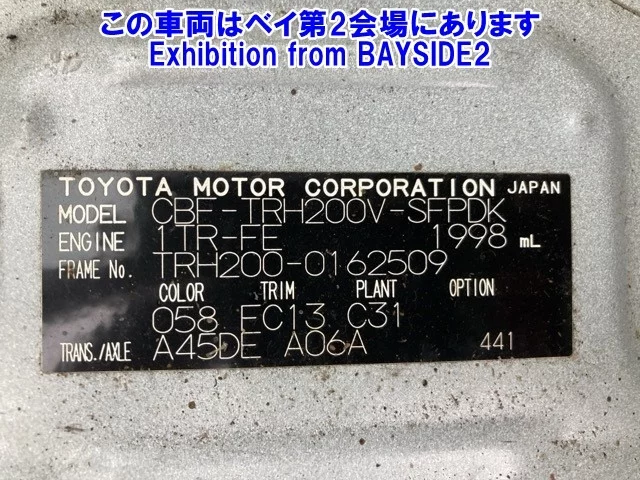 この車両はベイ第2会場にあります
Exhibition from BAYSIDE2
TOYOTA MOTOR CORPORATION JAPAN
MODEL CBF-TRH200V-SFPDK
ENGINE 1TR-FE 1998 mL
FRAME No. TRH200-0162509
COLOR TRIM PLANT OPTION
058 FC13 C31
TRANS./AXLE A45DE A06A 441